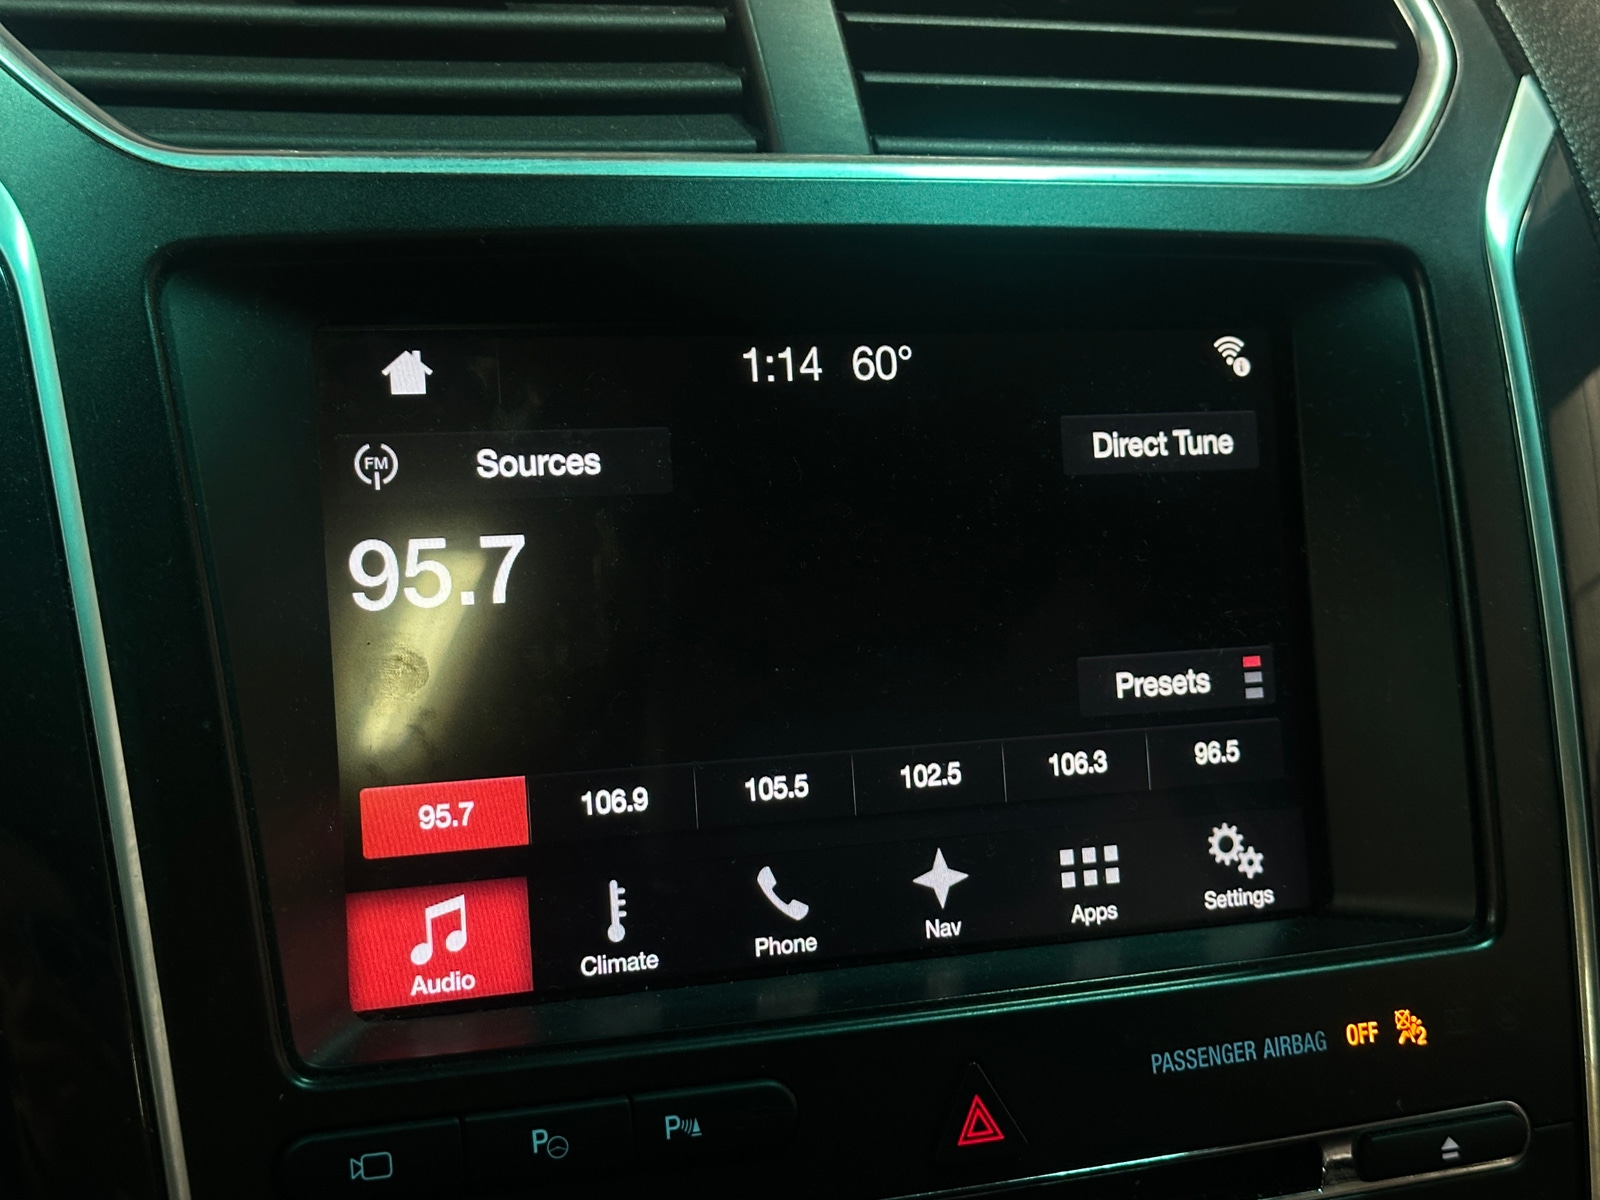 1:14 60°
FM Sources
Direct Tune
95.7
Presets
95.7 106.9 105.5 102.5 106.3 96.5
Audio Climate Phone Nav Apps Settings
PASSENGER AIRBAG OFF 2
P P